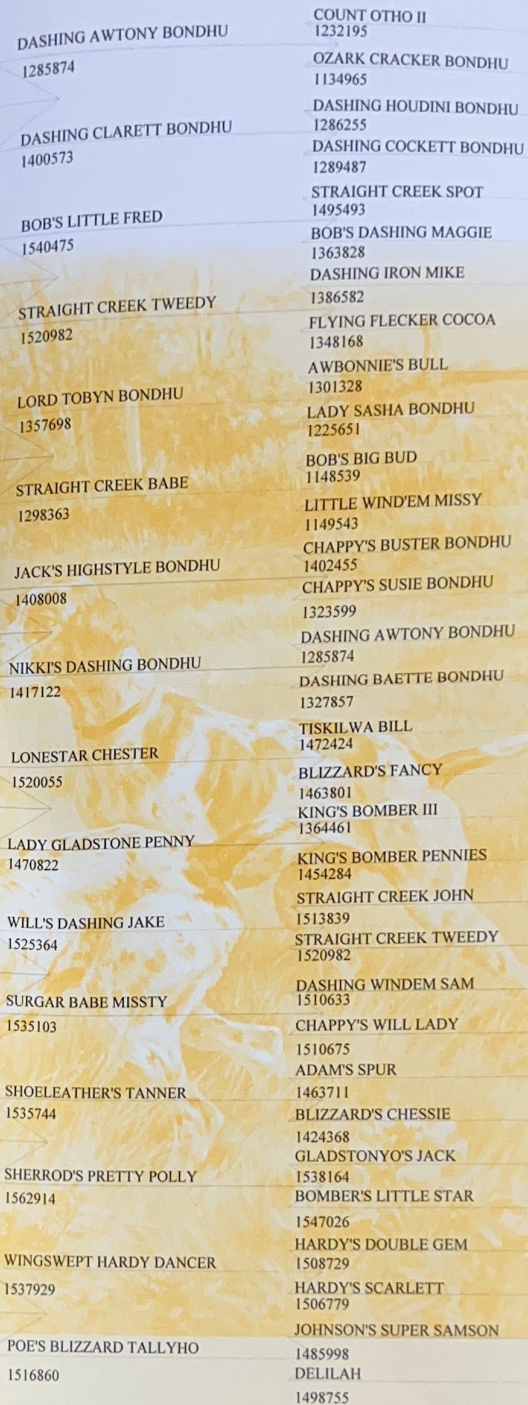 DASHING AWTONY BONDHU
1285874
DASHING CLARETT BONDHU
1400573
BOB'S LITTLE FRED
1540475
STRAIGHT CREEK TWEEDY
1520982
LORD TOBYN BONDHU
1357698
STRAIGHT CREEK BABE
1298363
JACK'S HIGHSTYLE BONDHU
1408008
NIKKI'S DASHING BONDHU
1417122
LONESTAR CHESTER
1520055
LADY GLADSTONE PENNY
1470822
WILL'S DASHING JAKE
1525364
SURGAR BABE MISSTY
1535103
SHOELEATHER'S TANNER
1535744
SHERROD'S PRETTY POLLY
1562914
WINGSWEPT HARDY DANCER
1537929
POE'S BLIZZARD TALLYHO
1516860
COUNT OTHO II
1232195
OZARK CRACKER BONDHU
1134965
DASHING HOUDINI BONDHU
1286255
DASHING COCKETT BONDHU
1289487
STRAIGHT CREEK SPOT
1495493
BOB'S DASHING MAGGIE
1363828
DASHING IRON MIKE
1386582
FLYING FLECKER COCOA
1348168
AWBONNIE'S BULL
1301328
LADY SASHA BONDHU
1225651
BOB'S BIG BUD
1148539
LITTLE WIND'EM MISSY
1149543
CHAPPY'S BUSTER BONDHU
1402455
CHAPPY'S SUSIE BONDHU
1323599
DASHING AWTONY BONDHU
1285874
DASHING BAETTE BONDHU
1327857
TISKILWA BILL
1472424
BLIZZARD'S FANCY
1463801
KING'S BOMBER III
1364461
KING'S BOMBER PENNIES
1454284
STRAIGHT CREEK JOHN
1513839
STRAIGHT CREEK TWEEDY
1520982
DASHING WINDEM SAM
1510633
CHAPPY'S WILL LADY
1510675
ADAM'S SPUR
1463711
BLIZZARD'S CHESSIE
1424368
GLADSTONYO'S JACK
1538164
BOMBER'S LITTLE STAR
1547026
HARDY'S DOUBLE GEM
1508729
HARDY'S SCARLETT
1506779
JOHNSON'S SUPER SAMSON
1485998
DELILAH
1498755